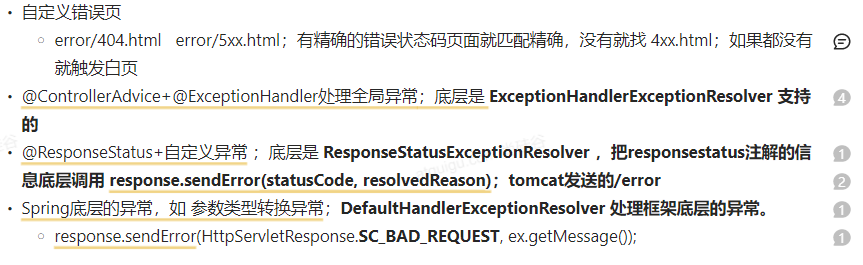 • 自定义错误页
○ error/404.html error/5xx.html；有精确的错误状态码页面就匹配精确，没有就找 4xx.html；如果都没有
就触发白页
• @ControllerAdvice+@ExceptionHandler处理全局异常；底层是 ExceptionHandlerExceptionResolver 支持 4
的
• @ResponseStatus+自定义异常 ；底层是 ResponseStatusExceptionResolver ，把responsestatus注解的信 1
息底层调用 response.sendError(statusCode, resolvedReason)；tomcat发送的/error 2
• Spring底层的异常，如 参数类型转换异常；DefaultHandlerExceptionResolver 处理框架底层的异常。 1
○ response.sendError(HttpServletResponse.SC_BAD_REQUEST, ex.getMessage()); 1